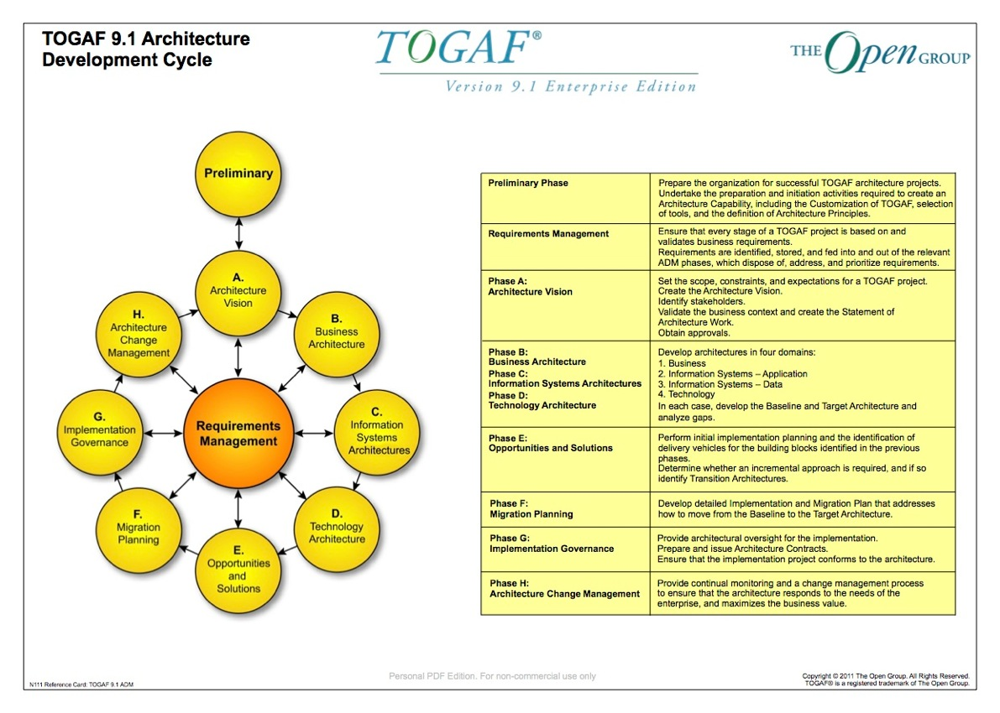 TOGAF 9.1 Architecture
Development Cycle
TOGAF®
Version 9.1 Enterprise Edition
THE Open GROUP
Preliminary
A.
Architecture
Vision
B.
Business
Architecture
C.
Information
Systems
Architectures
D.
Technology
Architecture
E.
Opportunities
and
Solutions
F.
Migration
Planning
G.
Implementation
Governance
H.
Architecture
Change
Management
Requirements
Management
Preliminary Phase
Prepare the organization for successful TOGAF architecture projects.
Undertake the preparation and initiation activities required to create an
Architecture Capability, including the Customization of TOGAF, selection
of tools, and the definition of Architecture Principles.
Requirements Management
Ensure that every stage of a TOGAF project is based on and
validates business requirements.
Requirements are identified, stored, and fed into and out of the relevant
ADM phases, which dispose of, address, and prioritize requirements.
Phase A:
Architecture Vision
Set the scope, constraints, and expectations for a TOGAF project.
Create the Architecture Vision.
Identify stakeholders.
Validate the business context and create the Statement of
Architecture Work.
Obtain approvals.
Phase B:
Business Architecture
Phase C:
Information Systems Architectures
Phase D:
Technology Architecture
Develop architectures in four domains:
1. Business
2. Information Systems – Application
3. Information Systems – Data
4. Technology
In each case, develop the Baseline and Target Architecture and
analyze gaps.
Phase E:
Opportunities and Solutions
Perform initial implementation planning and the identification of
delivery vehicles for the building blocks identified in the previous
phases.
Determine whether an incremental approach is required, and if so
identify Transition Architectures.
Phase F:
Migration Planning
Develop detailed Implementation and Migration Plan that addresses
how to move from the Baseline to the Target Architecture.
Phase G:
Implementation Governance
Provide architectural oversight for the implementation.
Prepare and issue Architecture Contracts.
Ensure that the implementation project conforms to the architecture.
Phase H:
Architecture Change Management
Provide continual monitoring and a change management process
to ensure that the architecture responds to the needs of the
enterprise, and maximizes the business value.
N111 Reference Card: TOGAF 9.1 ADM
Personal PDF Edition. For non-commercial use only
Copyright © 2011 The Open Group. All Rights Reserved.
TOGAF® is a registered trademark of The Open Group.